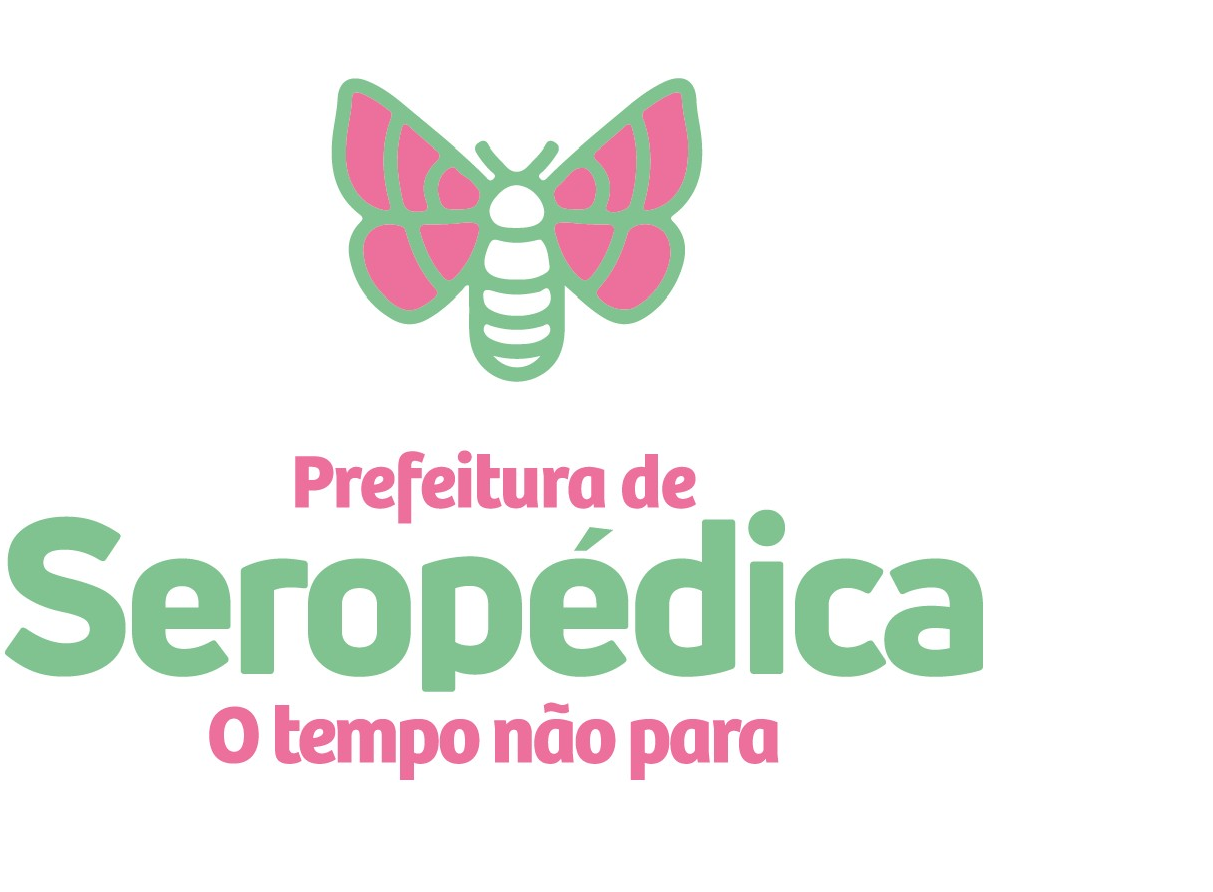 Prefeitura de
Seropédica
O tempo não para